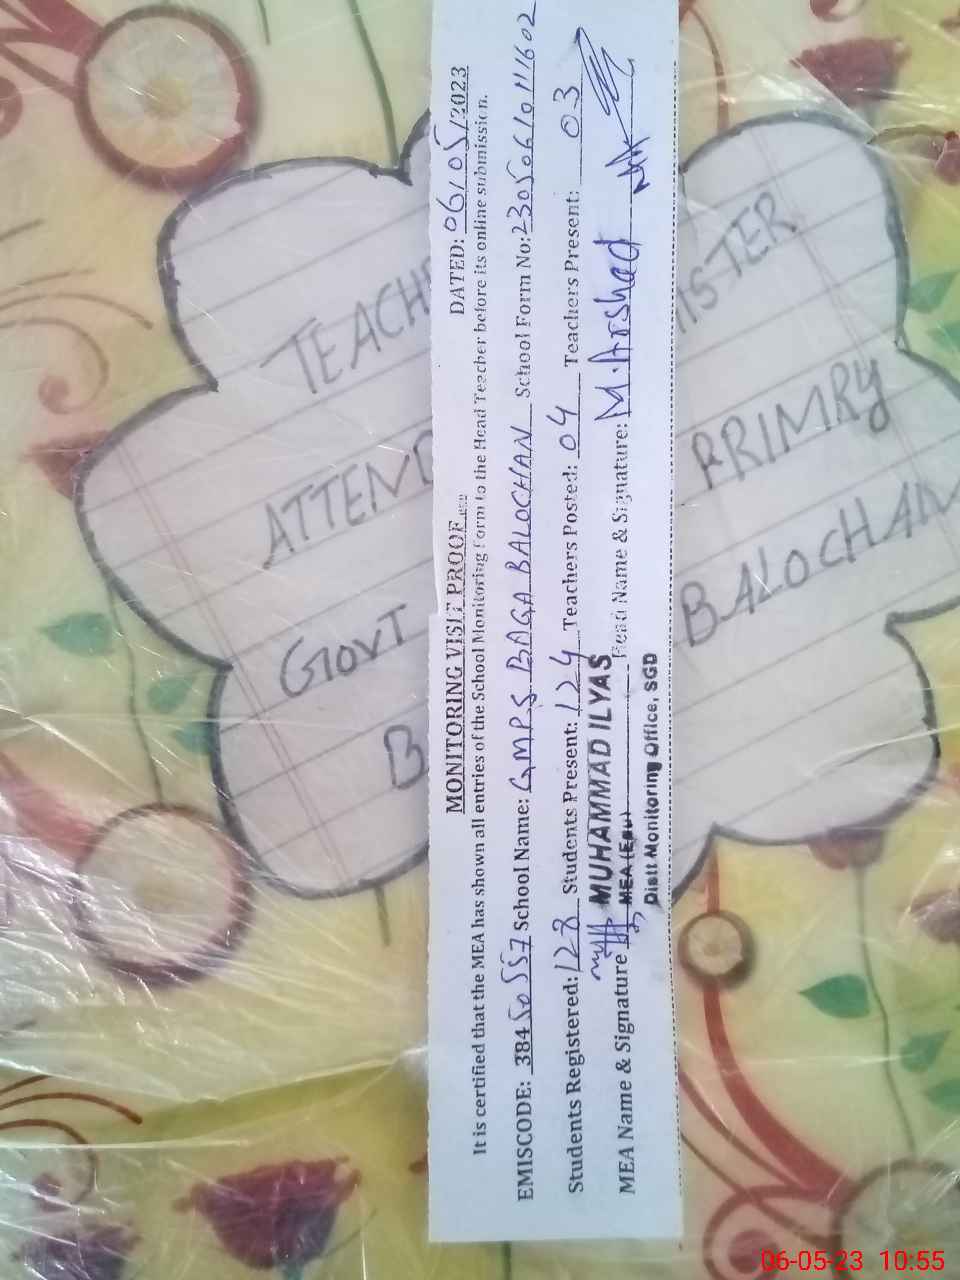 MONITORING VISIT PROOF
DATED: 06/05/2023
It is certified that the MEA has shown all entries of the School Monitoring Form to the Head Teacher before its online submission.
EMISCODE: 384 50557 School Name: GMPS BAGA BALOCHAN School Form No: 2305061011602
Students Registered: 128 Students Present: 124 Teachers Posted: 04 Teachers Present: 03
MEA Name & Signature MUHAMMAD ILYAS Head Name & Signature: M. Arshad
MEA (Edu)
Distt Monitoring Office, SGD
TEACH ISTER
ATTEND PRIMRY
GOVT BALOCHAN
B
06-05-23 10:55